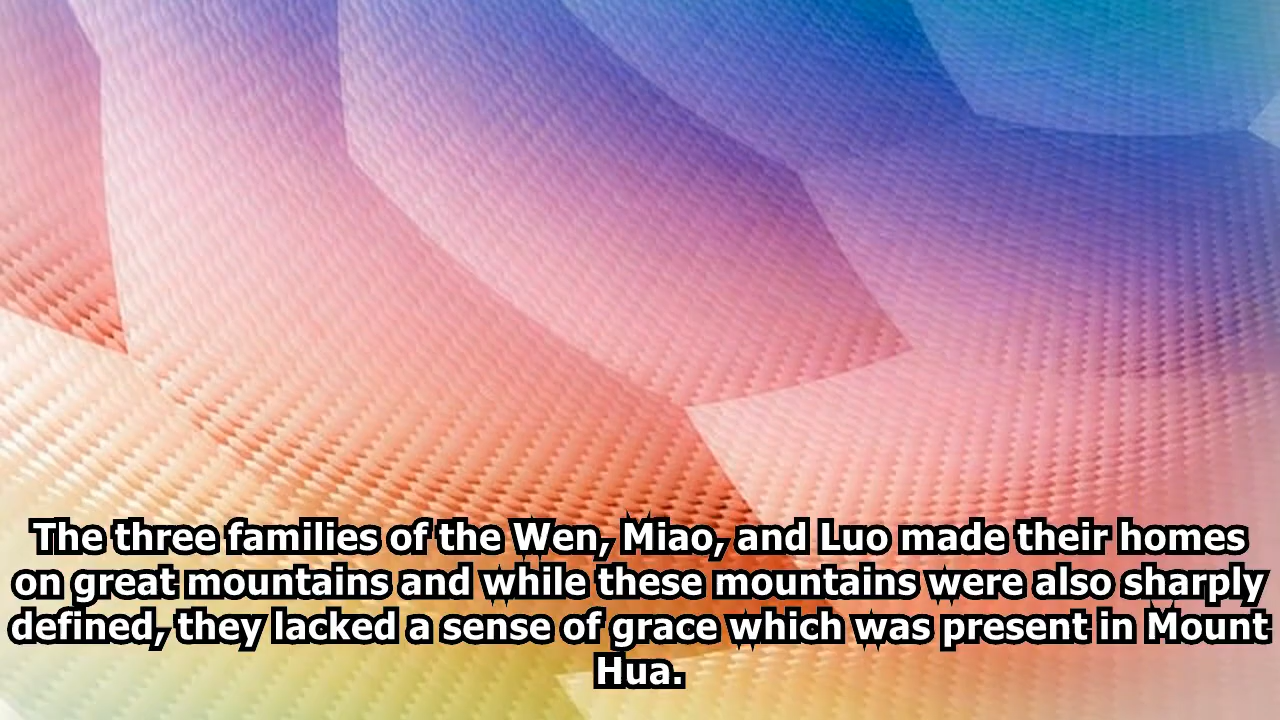 The three families of the Wen, Miao, and Luo made their homes
on great mountains and while these mountains were also sharply
defined, they lacked a sense of grace which was present in Mount
Hua.